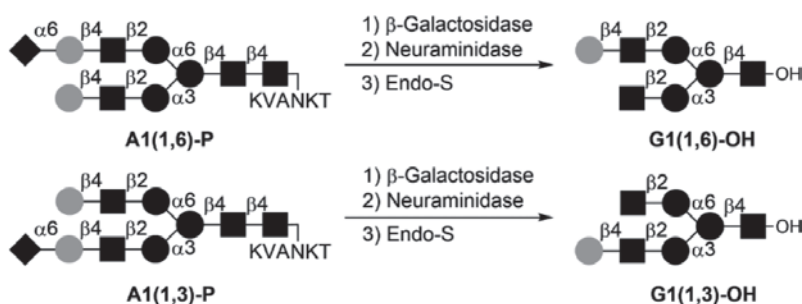 α6 β4 β2 α6 β4 β4
β4 β2 α3 KVANKT
A1(1,6)-P
1) β-Galactosidase
2) Neuraminidase
3) Endo-S
β4 β2 α6 β4 OH
β2 α3
G1(1,6)-OH
β4 β2 α6 β4 β4
α6 β4 β2 α3 KVANKT
A1(1,3)-P
1) β-Galactosidase
2) Neuraminidase
3) Endo-S
β2 α6 β4 OH
β4 β2 α3
G1(1,3)-OH